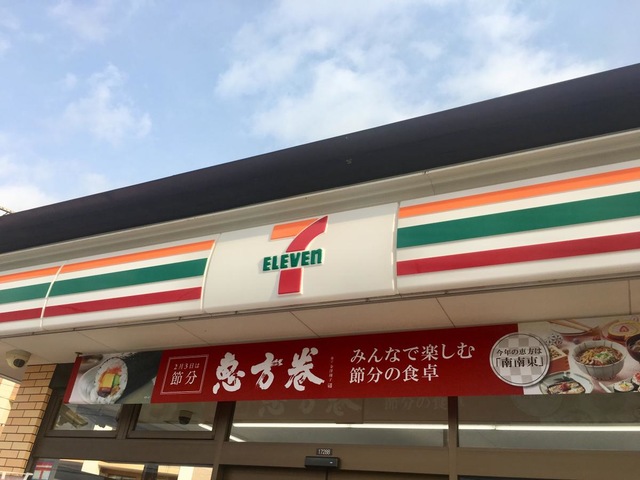 7
ELEVEN
2月3日は
節分
恵方巻
みんなで楽しむ
節分の食卓
今年の恵方は
「南南東」